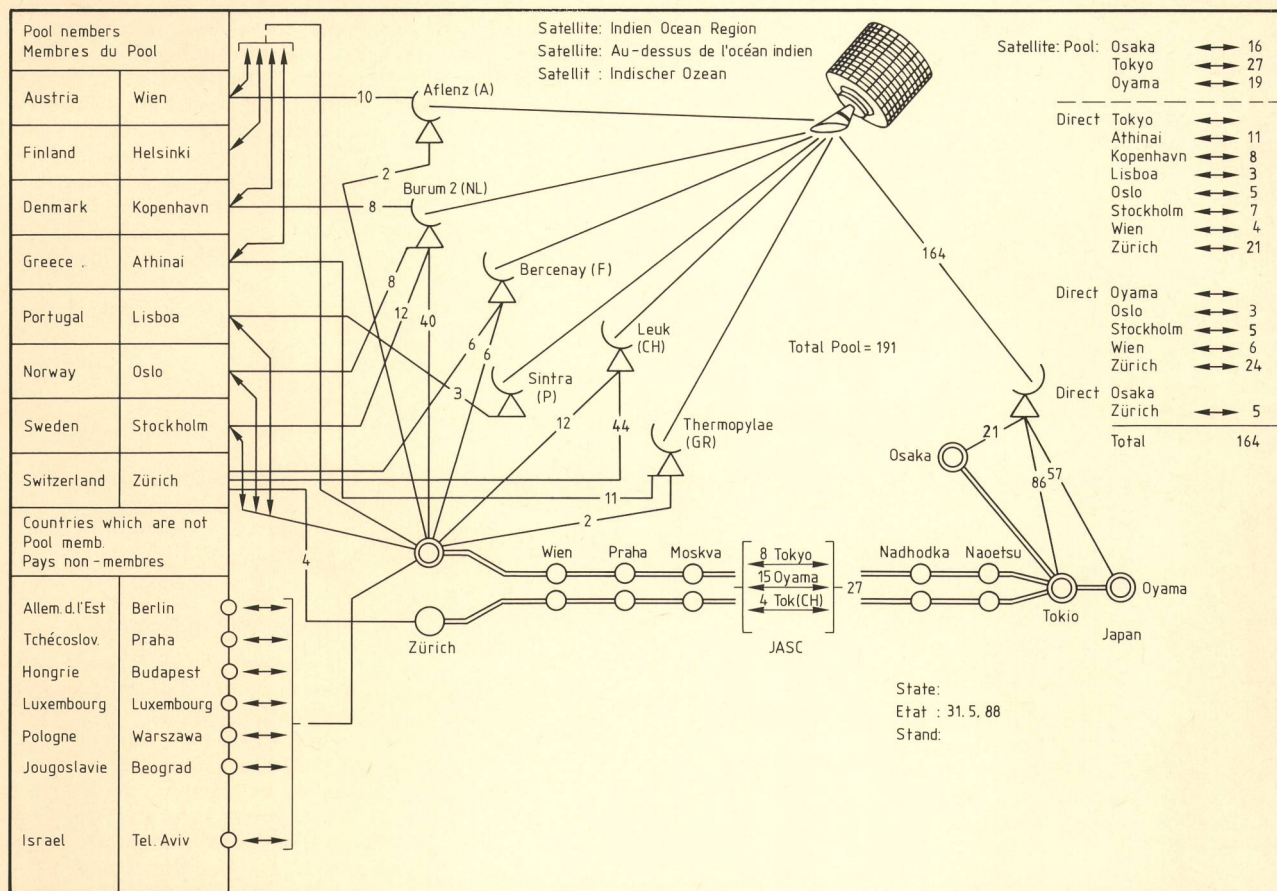 Pool nembers
Membres du Pool
Austria Wien
Finland Helsinki
Denmark Kopenhavn
Greece . Athinai
Portugal Lisboa
Norway Oslo
Sweden Stockholm
Switzerland Zürich
Countries which are not
Pool memb.
Pays non-membres
Allem. d. l'Est Berlin
Tchécoslov. Praha
Hongrie Budapest
Luxembourg Luxembourg
Pologne Warszawa
Jougoslavie Beograd
Israel Tel. Aviv
Satellite: Indien Ocean Region
Satellite: Au-dessus de l'océan indien
Satellit : Indischer Ozean
10
Aflenz (A)
2
Burum 2 (NL)
8
8
12
40
Bercenay (F)
6
6
Leuk
(CH)
Sintra
(P)
3
12
44
Thermopylae
(GR)
11
2
4
164
Total Pool = 191
Satellite: Pool: Osaka 16
Tokyo 27
Oyama 19
Direct Tokyo
Athinai 11
Kopenhavn 8
Lisboa 3
Oslo 5
Stockholm 7
Wien 4
Zürich 21
Direct Oyama
Oslo 3
Stockholm 5
Wien 6
Zürich 24
Direct Osaka
Zürich 5
Total 164
21
Osaka
86
57
Wien Praha Moskva
8 Tokyo
15 Oyama
4 Tok(CH)
27
JASC
Nadhodka Naoetsu
Zürich
Tokio
Oyama
Japan
State:
Etat : 31. 5. 88
Stand: